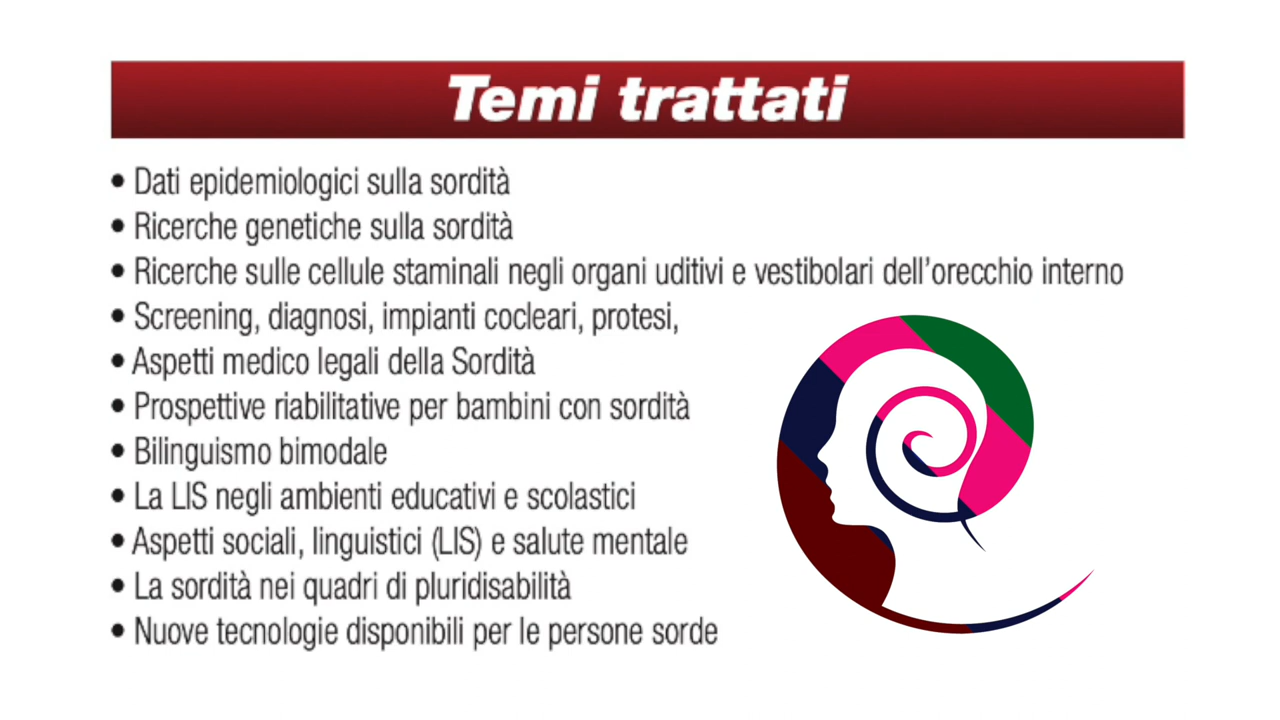 Temi trattati
• Dati epidemiologici sulla sordità
• Ricerche genetiche sulla sordità
• Ricerche sulle cellule staminali negli organi uditivi e vestibolari dell'orecchio interno
• Screening, diagnosi, impianti cocleari, protesi,
• Aspetti medico legali della Sordità
• Prospettive riabilitative per bambini con sordità
• Bilinguismo bimodale
• La LIS negli ambienti educativi e scolastici
• Aspetti sociali, linguistici (LIS) e salute mentale
• La sordità nei quadri di pluridisabilità
• Nuove tecnologie disponibili per le persone sorde